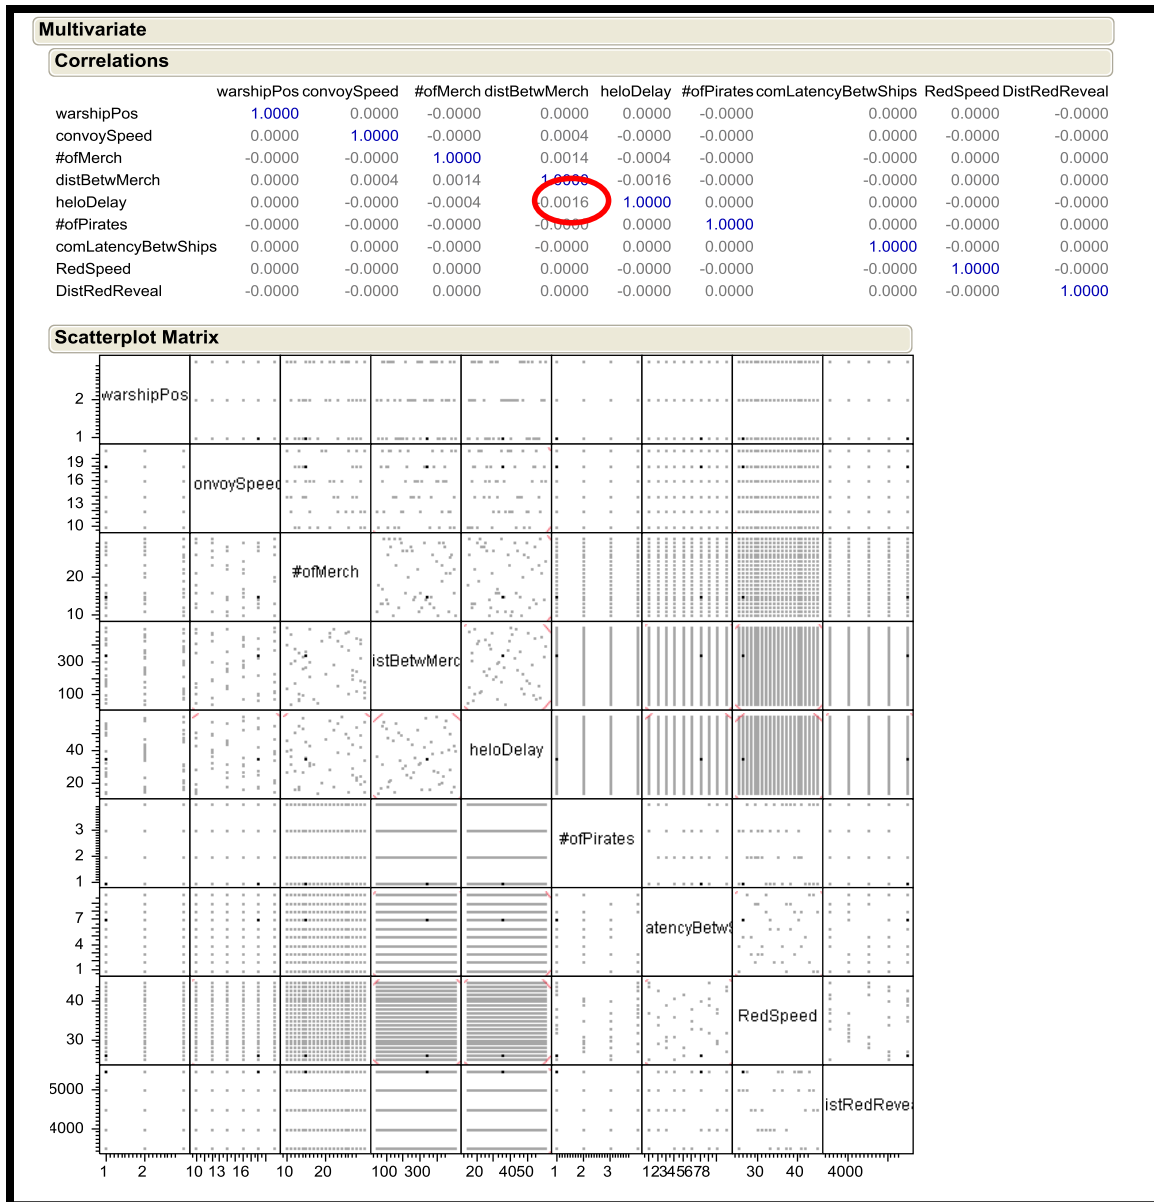 Multivariate
Correlations
warshipPos convoySpeed #ofMerch distBetwMerch heloDelay #ofPirates comLatencyBetwShips RedSpeed DistRedReveal
warshipPos 1.0000 0.0000 -0.0000 0.0000 0.0000 -0.0000 0.0000 0.0000 -0.0000
convoySpeed 0.0000 1.0000 -0.0000 0.0004 0.0000 -0.0000 0.0000 -0.0000 -0.0000
#ofMerch -0.0000 -0.0000 1.0000 0.0014 -0.0004 -0.0000 -0.0000 -0.0000 0.0000
distBetwMerch 0.0000 0.0004 0.0014 1.0000 -0.0016 -0.0000 -0.0000 0.0000 0.0000
heloDelay 0.0000 0.0000 -0.0004 -0.0016 1.0000 0.0000 0.0000 0.0000 -0.0000
#ofPirates -0.0000 -0.0000 -0.0000 -0.0000 0.0000 1.0000 0.0000 -0.0000 0.0000
comLatencyBetwShips 0.0000 0.0000 -0.0000 -0.0000 0.0000 0.0000 1.0000 -0.0000 0.0000
RedSpeed 0.0000 -0.0000 -0.0000 0.0000 0.0000 -0.0000 -0.0000 1.0000 -0.0000
DistRedReveal -0.0000 -0.0000 0.0000 0.0000 -0.0000 0.0000 0.0000 -0.0000 1.0000
Scatterplot Matrix
warshipPos
2
1
onvoySpeed
19
16
13
10
#ofMerch
20
10
istBetwMerc
300
100
heloDelay
40
20
#ofPirates
3
2
1
atencyBetwS
7
4
1
RedSpeed
40
30
istRedRevea
5000
4000
1 2 10 13 16 10 20 100 300 20 4050 1 2 3 12345678 30 40 4000